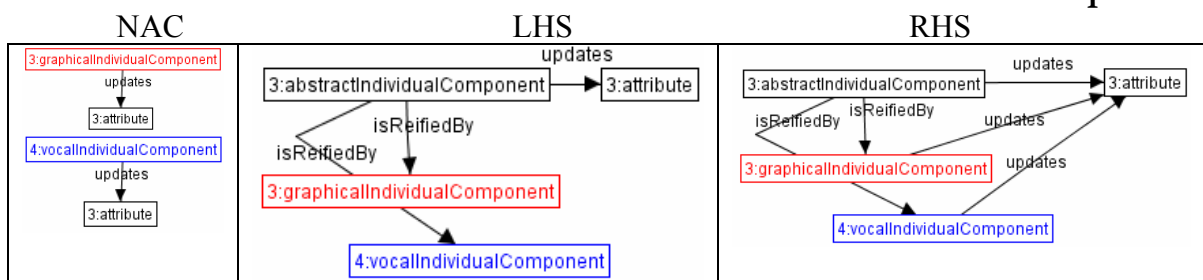 NAC
LHS
RHS
3:graphicalIndividualComponent
updates
3:attribute
4:vocalIndividualComponent
updates
3:attribute
updates
3:abstractIndividualComponent
3:attribute
isReifiedBy
isReifiedBy
3:graphicalIndividualComponent
4:vocalIndividualComponent
updates
3:abstractIndividualComponent
3:attribute
isReifiedBy
isReifiedBy
updates
3:graphicalIndividualComponent
updates
4:vocalIndividualComponent